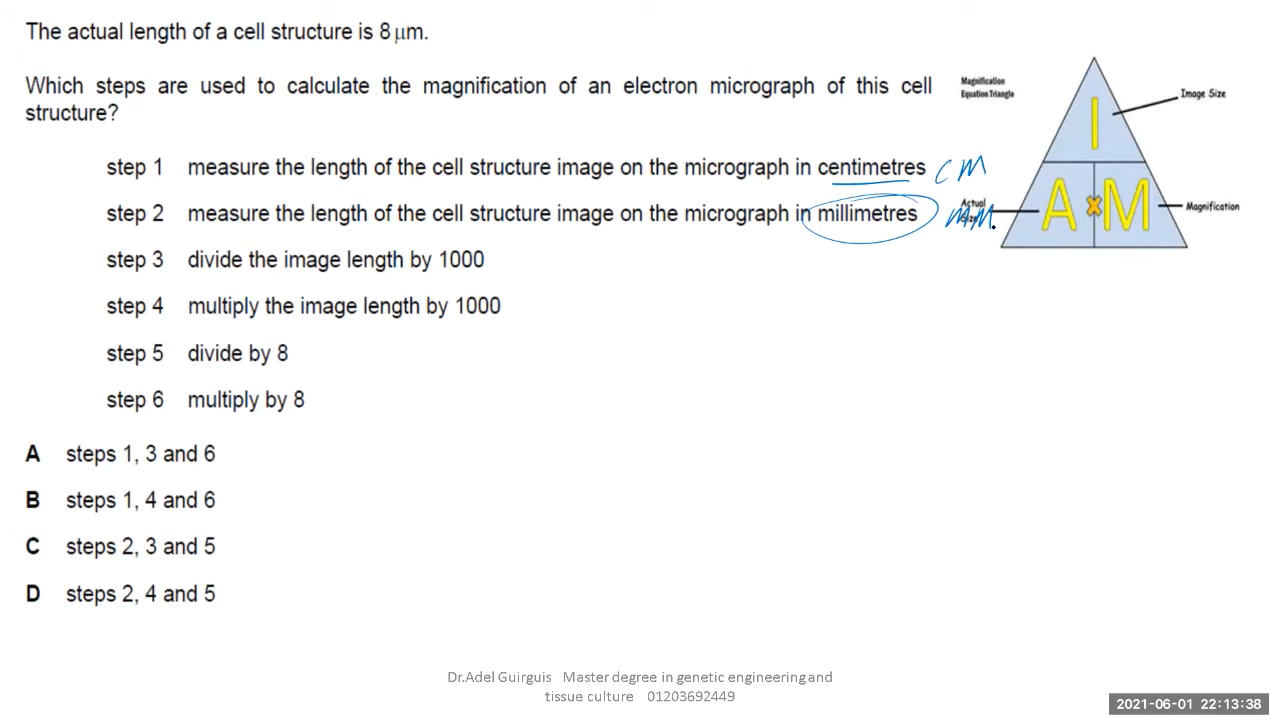 The actual length of a cell structure is 8 µm.
Which steps are used to calculate the magnification of an electron micrograph of this cell
structure?
step 1 measure the length of the cell structure image on the micrograph in centimetres cm
step 2 measure the length of the cell structure image on the micrograph in millimetres mm
step 3 divide the image length by 1000
step 4 multiply the image length by 1000
step 5 divide by 8
step 6 multiply by 8
A steps 1, 3 and 6
B steps 1, 4 and 6
C steps 2, 3 and 5
D steps 2, 4 and 5
Magnification
Equation Triangle
Image Size
I
Actual
Size
A × M
Magnification
Dr.Adel Guirguis Master degree in genetic engineering and
tissue culture 01203692449
2021-06-01 22:13:38